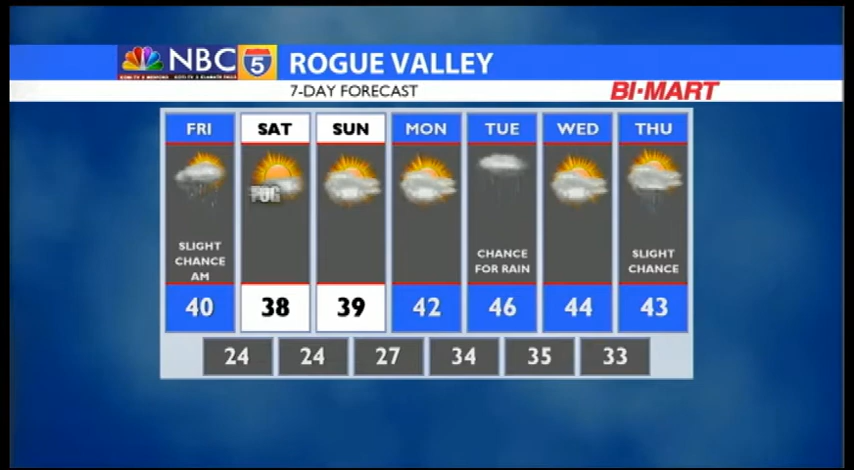 NBC 5 ROGUE VALLEY
7-DAY FORECAST
BI-MART
FRI SAT SUN MON TUE WED THU
FOG
SLIGHT
CHANCE
AM
CHANCE
FOR RAIN
SLIGHT
CHANCE
40 38 39 42 46 44 43
24 24 27 34 35 33